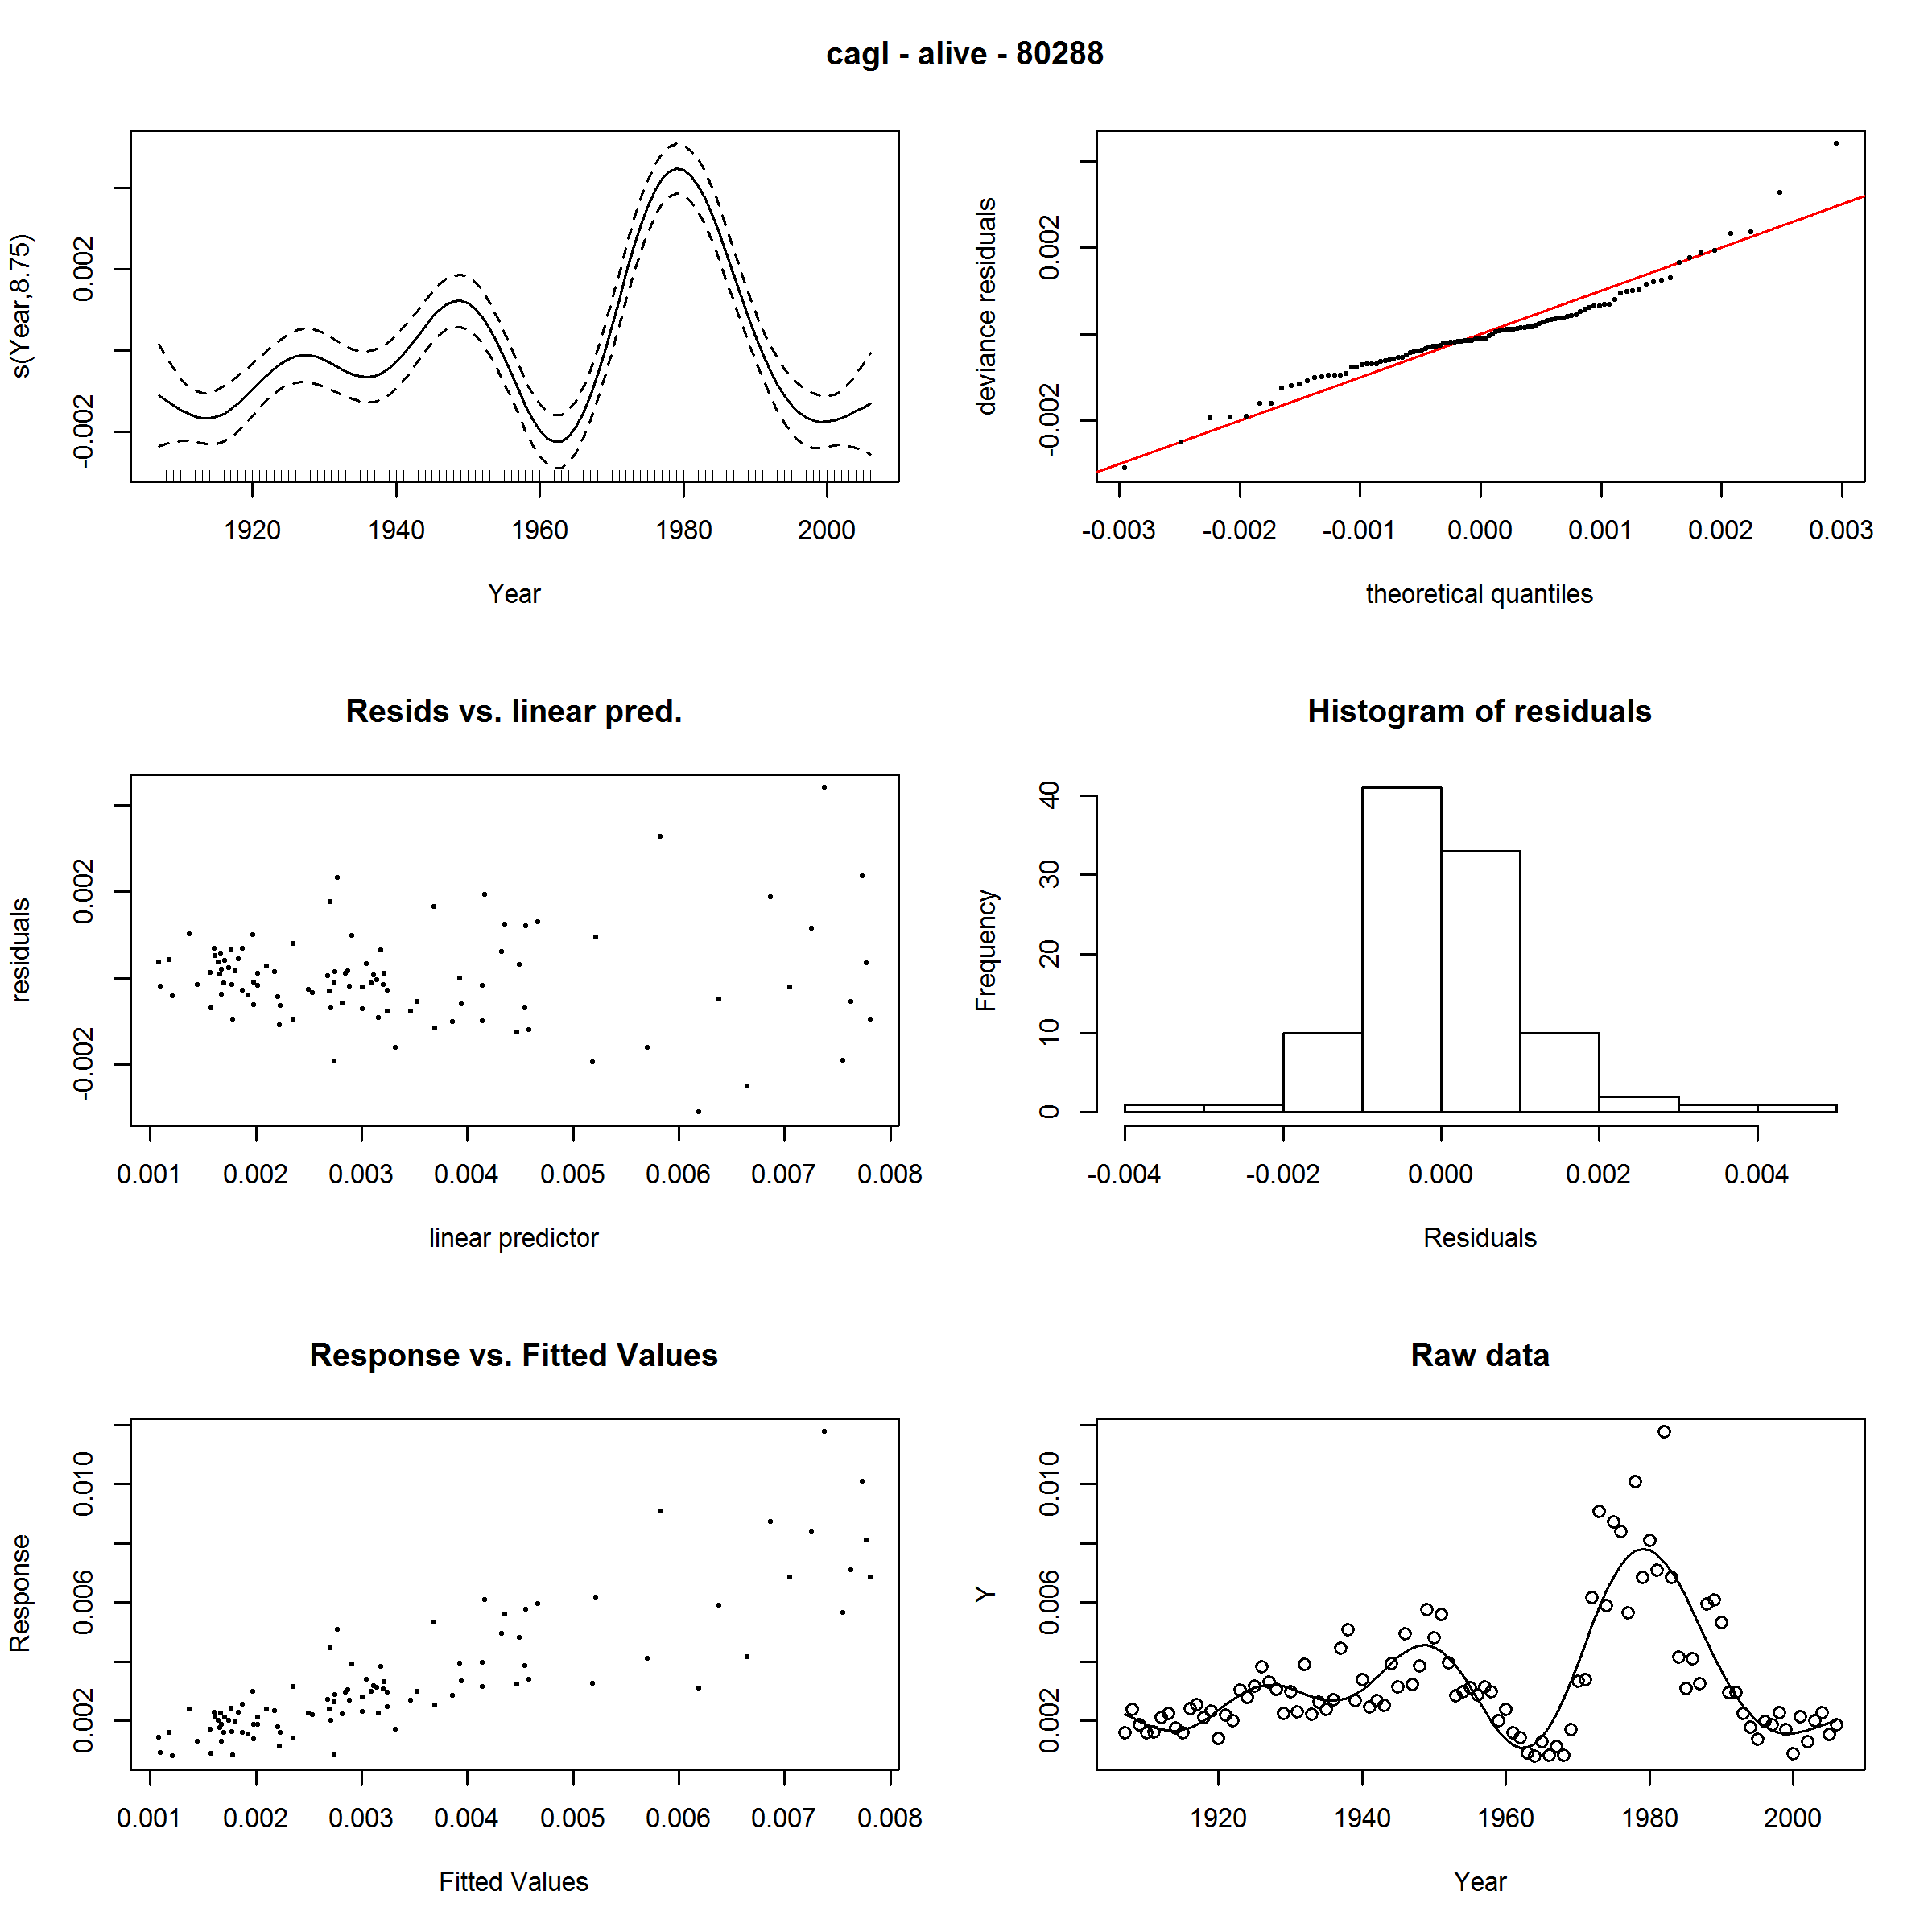 cagl - alive - 80288
s(Year,8.75)
-0.002 0.002
1920 1940 1960 1980 2000
Year
deviance residuals
-0.002 0.002
-0.003 -0.002 -0.001 0.000 0.001 0.002 0.003
theoretical quantiles
Resids vs. linear pred.
residuals
-0.002 0.002
0.001 0.002 0.003 0.004 0.005 0.006 0.007 0.008
linear predictor
Histogram of residuals
Frequency
0 10 20 30 40
-0.004 -0.002 0.000 0.002 0.004
Residuals
Response vs. Fitted Values
Response
0.002 0.006 0.010
0.001 0.002 0.003 0.004 0.005 0.006 0.007 0.008
Fitted Values
Raw data
Y
0.002 0.006 0.010
1920 1940 1960 1980 2000
Year